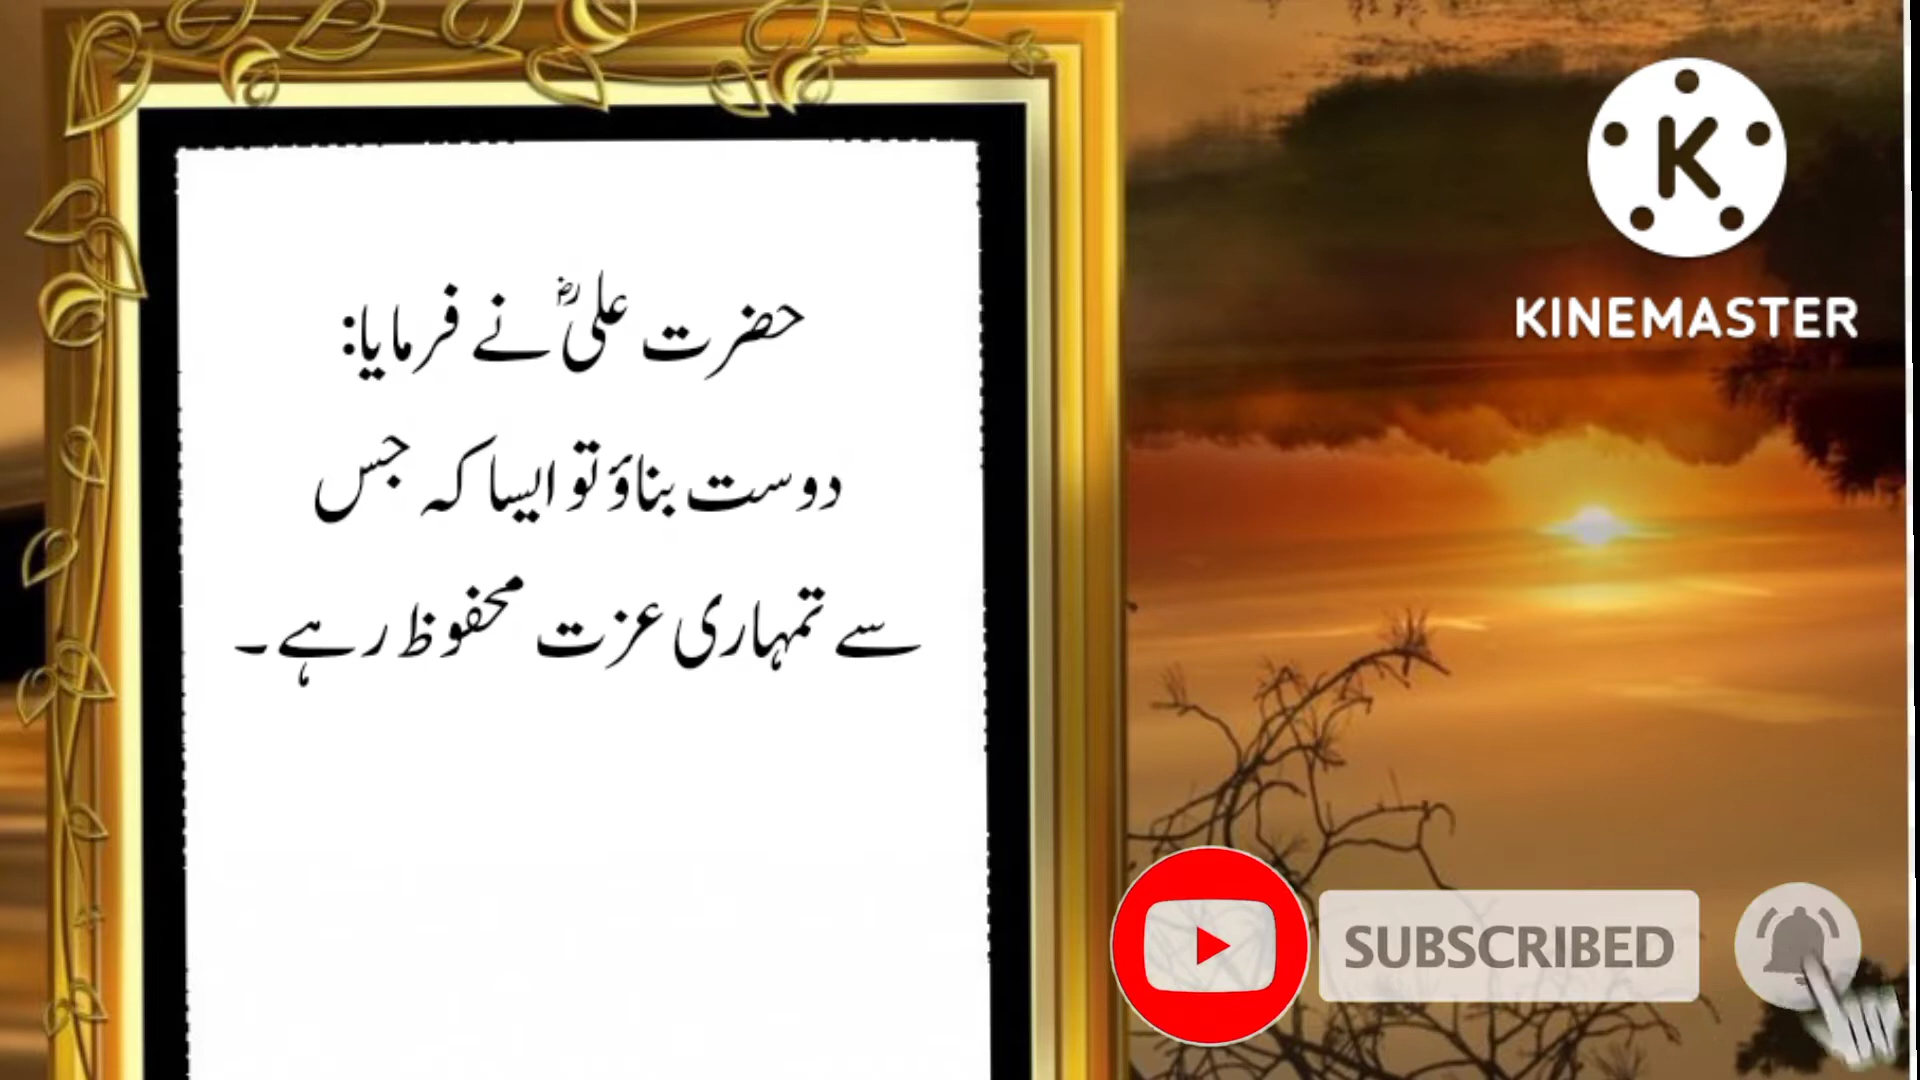 حضرت علیؓ نے فرمایا:
دوست بناؤ تو ایسا کہ جس
سے تمہاری عزت محفوظ رہے۔
K
KINEMASTER
SUBSCRIBED